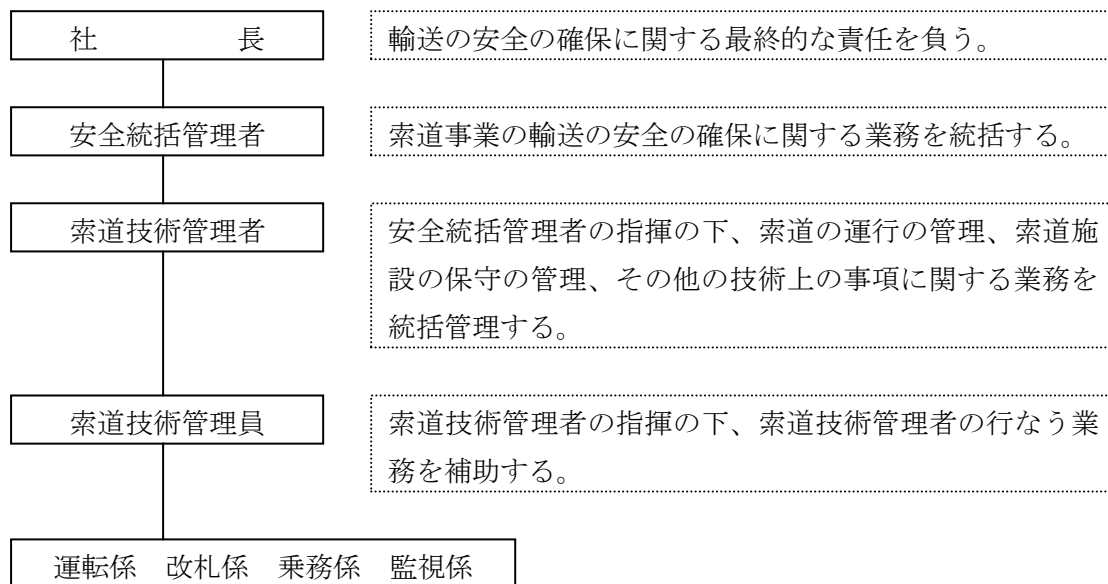 社　　　　　長
輸送の安全の確保に関する最終的な責任を負う。
安全統括管理者
索道事業の輸送の安全の確保に関する業務を統括する。
索道技術管理者
安全統括管理者の指揮の下、索道の運行の管理、索道施
設の保守の管理、その他の技術上の事項に関する業務を
統括管理する。
索道技術管理員
索道技術管理者の指揮の下、索道技術管理者の行なう業
務を補助する。
運転係　改札係　乗務係　監視係